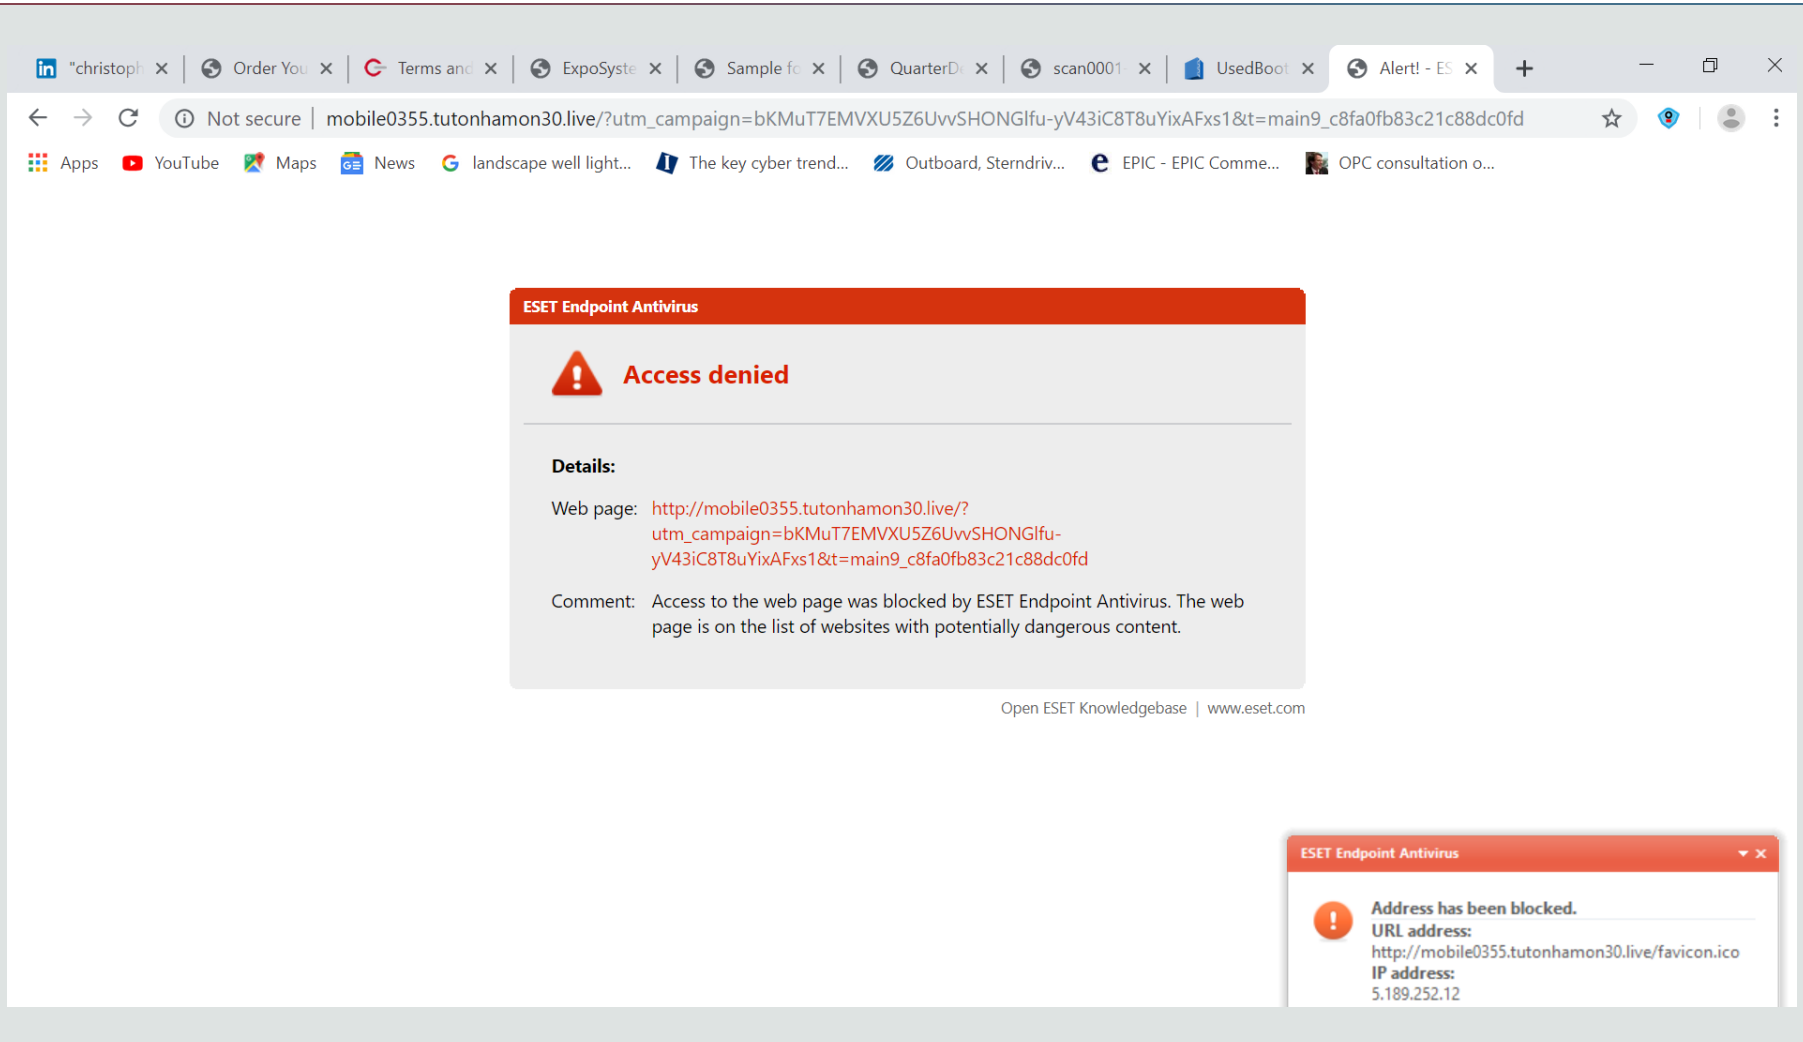 "christoph
Order You
Terms and
ExpoSyste
Sample fo
QuarterDe
scan0001-
UsedBoot
Alert! - ES
Not secure | mobile0355.tutonhamon30.live/?utm_campaign=bKMuT7EMVXU5Z6UvvSHONGlfu-yV43iC8T8uYixAFxs1&t=main9_c8fa0fb83c21c88dc0fd
Apps YouTube Maps News landscape well light... The key cyber trend... Outboard, Sterndriv... EPIC - EPIC Comme... OPC consultation o...
ESET Endpoint Antivirus
Access denied
Details:
Web page: http://mobile0355.tutonhamon30.live/?
utm_campaign=bKMuT7EMVXU5Z6UvvSHONGlfu-
yV43iC8T8uYixAFxs1&t=main9_c8fa0fb83c21c88dc0fd
Comment: Access to the web page was blocked by ESET Endpoint Antivirus. The web
page is on the list of websites with potentially dangerous content.
Open ESET Knowledgebase | www.eset.com
ESET Endpoint Antivirus
Address has been blocked.
URL address:
http://mobile0355.tutonhamon30.live/favicon.ico
IP address:
5.189.252.12